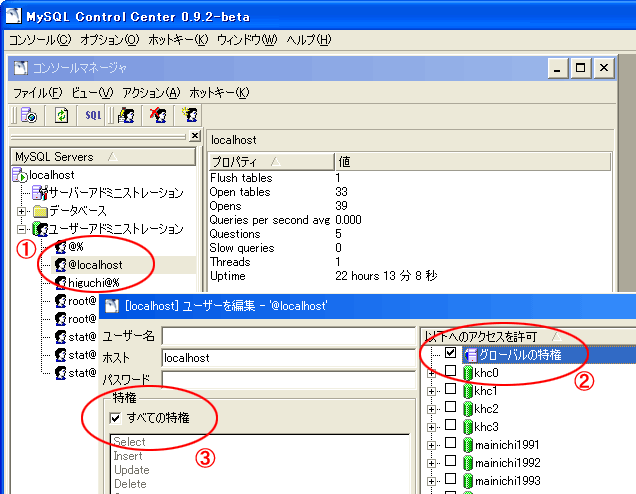 MySQL Control Center 0.9.2-beta
コンソール(C) オプション(O) ホットキー(K) ウィンドウ(W) ヘルプ(H)
コンソールマネージャ
ファイル(F) ビュー(V) アクション(A) ホットキー(K)
SQL
MySQL Servers
localhost
サーバーアドミニストレーション
データベース
ユーザーアドミニストレーション
①
@%
@localhost
higuchi@%
root@
root@
stat@
stat@
stat@
localhost
プロパティ 値
Flush tables 1
Open tables 33
Opens 39
Queries per second avg 0.000
Questions 5
Slow queries 0
Threads 1
Uptime 22 hours 13 分 8 秒
[localhost] ユーザーを編集 - '@localhost'
ユーザー名
ホスト localhost
パスワード
特権
すべての特権
③
Select
Insert
Update
Delete
以下へのアクセスを許可
グローバルの特権
②
khc0
khc1
khc2
khc3
mainichi1991
mainichi1992
mainichi1993